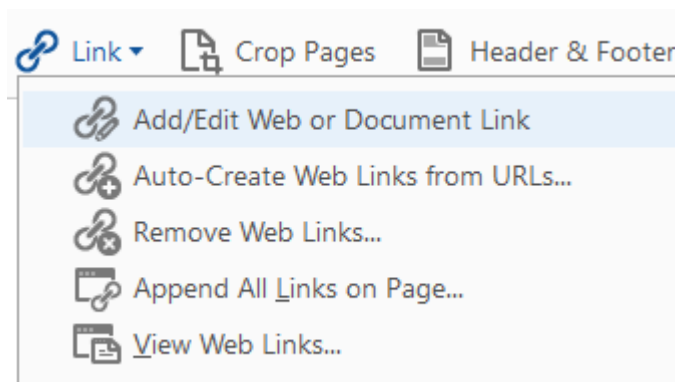 Link Crop Pages Header & Footer
Add/Edit Web or Document Link
Auto-Create Web Links from URLs...
Remove Web Links...
Append All Links on Page...
View Web Links...